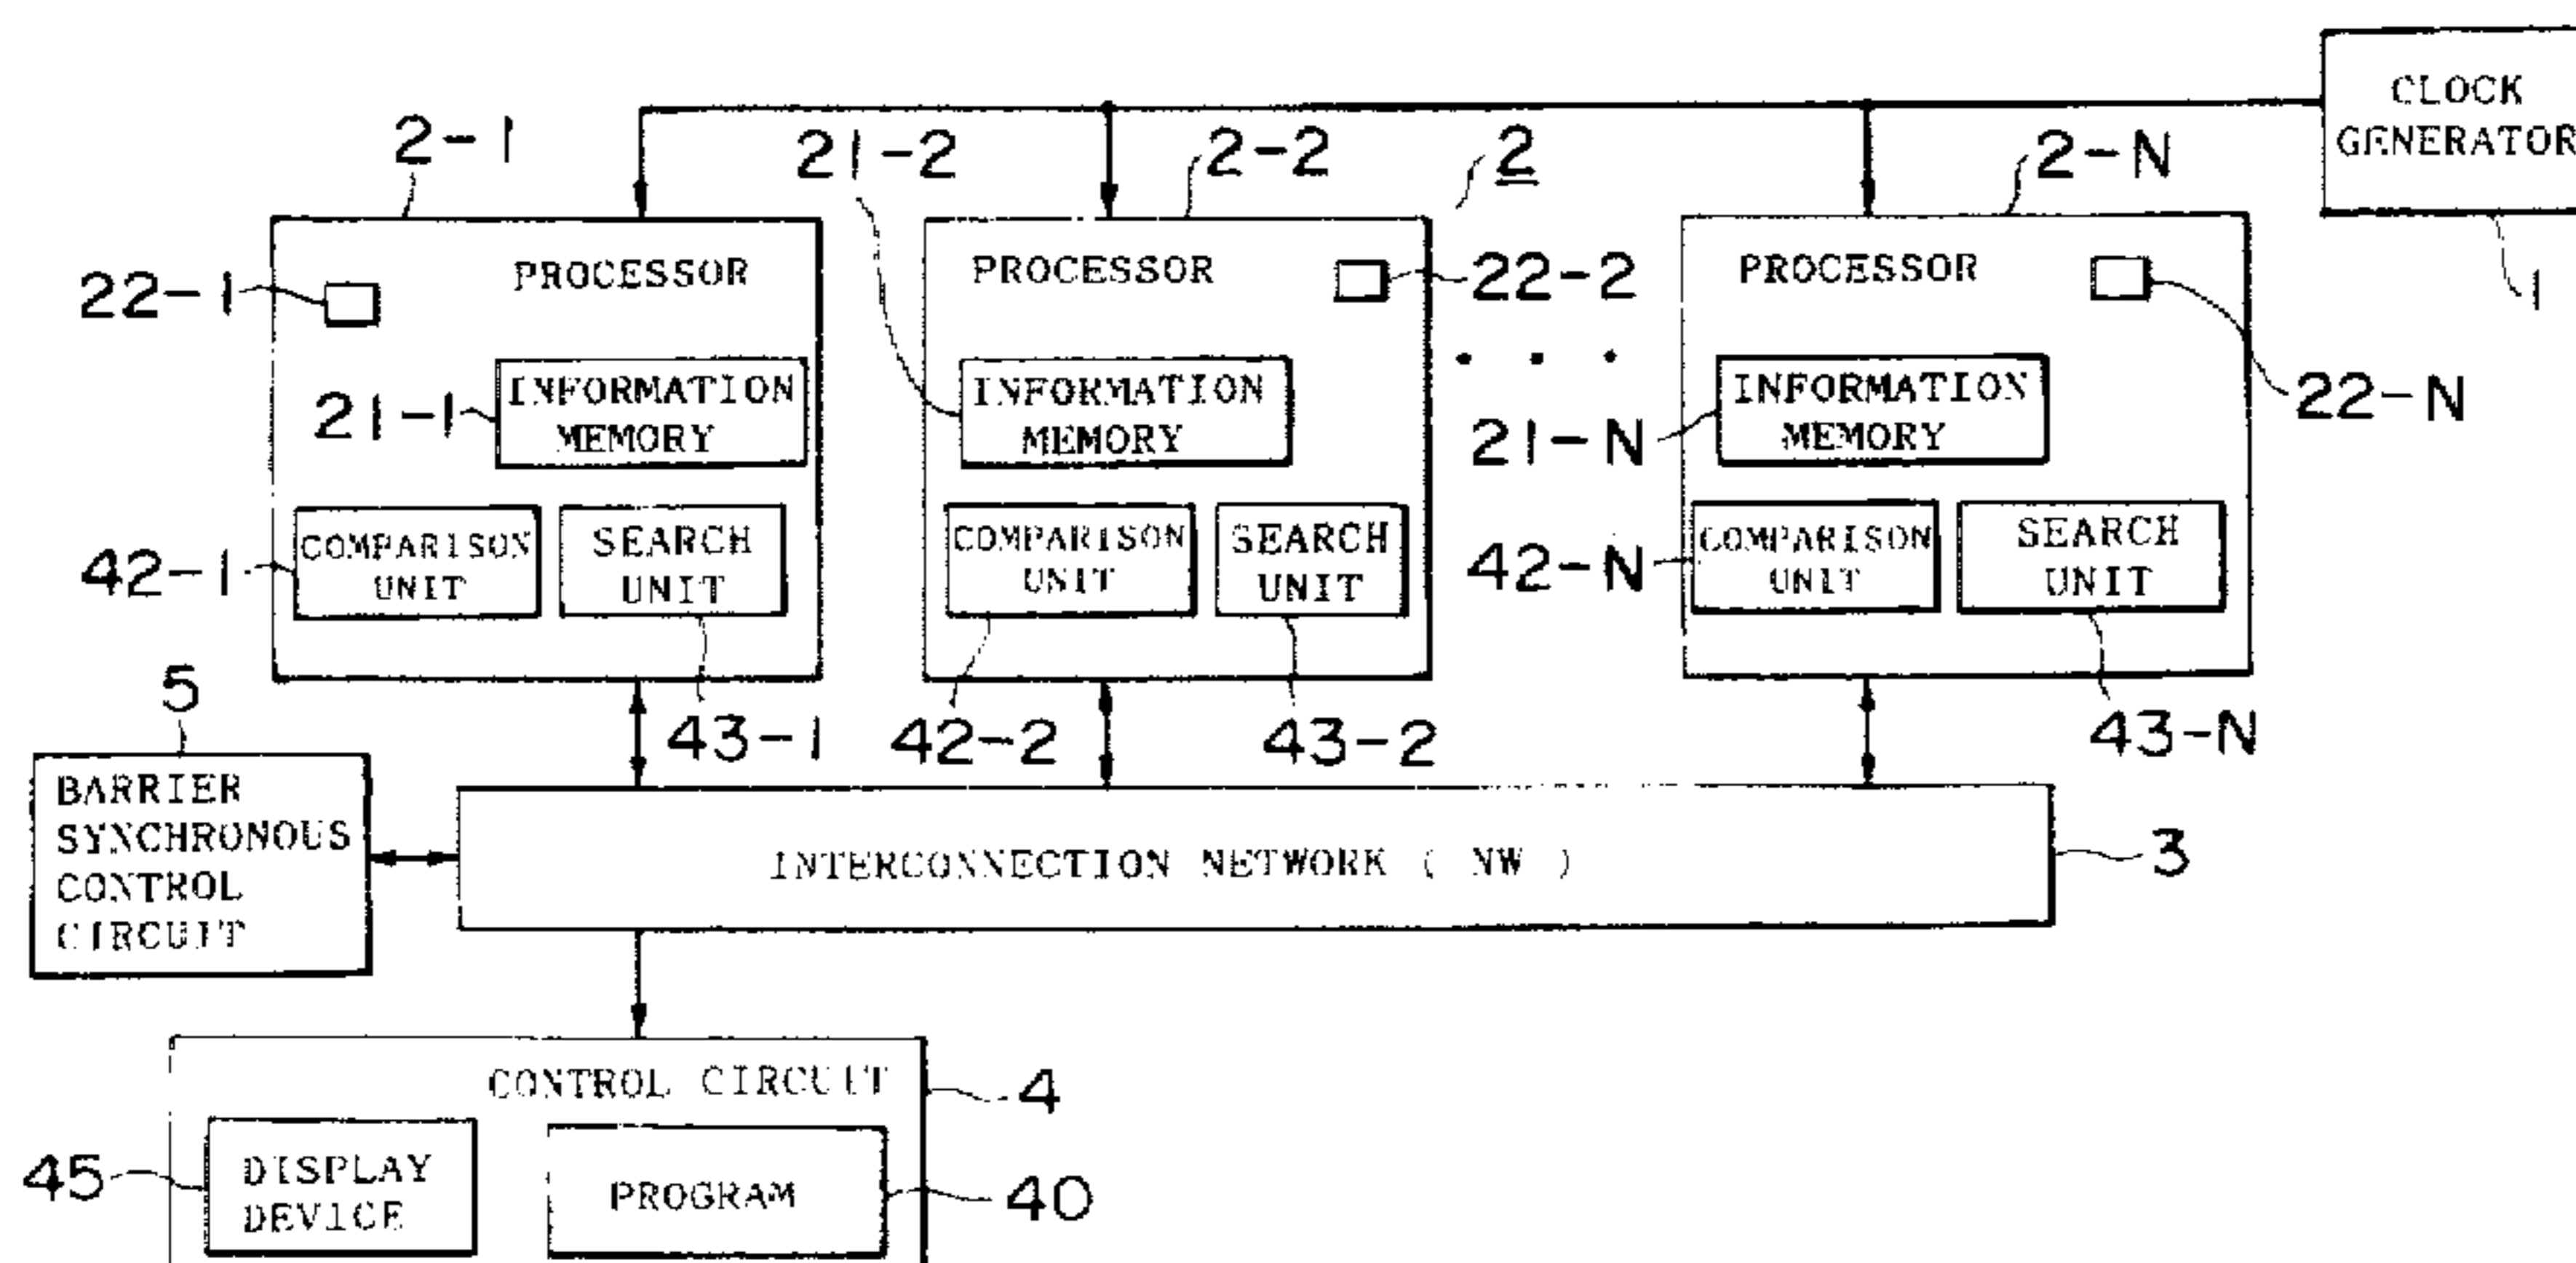 CLOCK
GENERATOR
1
2-1
21-2
2-2
2
2-N
PROCESSOR
22-1
PROCESSOR
22-2
PROCESSOR
22-N
. . .
21-1
INFORMATION
MEMORY
INFORMATION
MEMORY
21-N
INFORMATION
MEMORY
42-1
COMPARISON
UNIT
SEARCH
UNIT
COMPARISON
UNIT
SEARCH
UNIT
42-N
COMPARISON
UNIT
SEARCH
UNIT
43-1
42-2
43-2
43-N
5
BARRIER
SYNCHRONOUS
CONTROL
CIRCUIT
INTERCONNECTION NETWORK ( NW )
3
CONTROL CIRCUIT
4
45
DISPLAY
DEVICE
PROGRAM
40